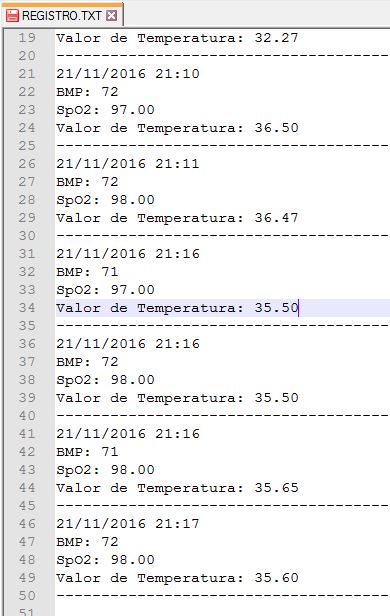 REGISTRO.TXT
19 Valor de Temperatura: 32.27
20 -------------------------------------
21 21/11/2016 21:10
22 BMP: 72
23 SpO2: 97.00
24 Valor de Temperatura: 36.50
25 -------------------------------------
26 21/11/2016 21:11
27 BMP: 72
28 SpO2: 98.00
29 Valor de Temperatura: 36.47
30 -------------------------------------
31 21/11/2016 21:16
32 BMP: 71
33 SpO2: 97.00
34 Valor de Temperatura: 35.50
35 -------------------------------------
36 21/11/2016 21:16
37 BMP: 72
38 SpO2: 98.00
39 Valor de Temperatura: 35.50
40 -------------------------------------
41 21/11/2016 21:16
42 BMP: 71
43 SpO2: 98.00
44 Valor de Temperatura: 35.65
45 -------------------------------------
46 21/11/2016 21:17
47 BMP: 72
48 SpO2: 98.00
49 Valor de Temperatura: 35.60
50 -------------------------------------
51